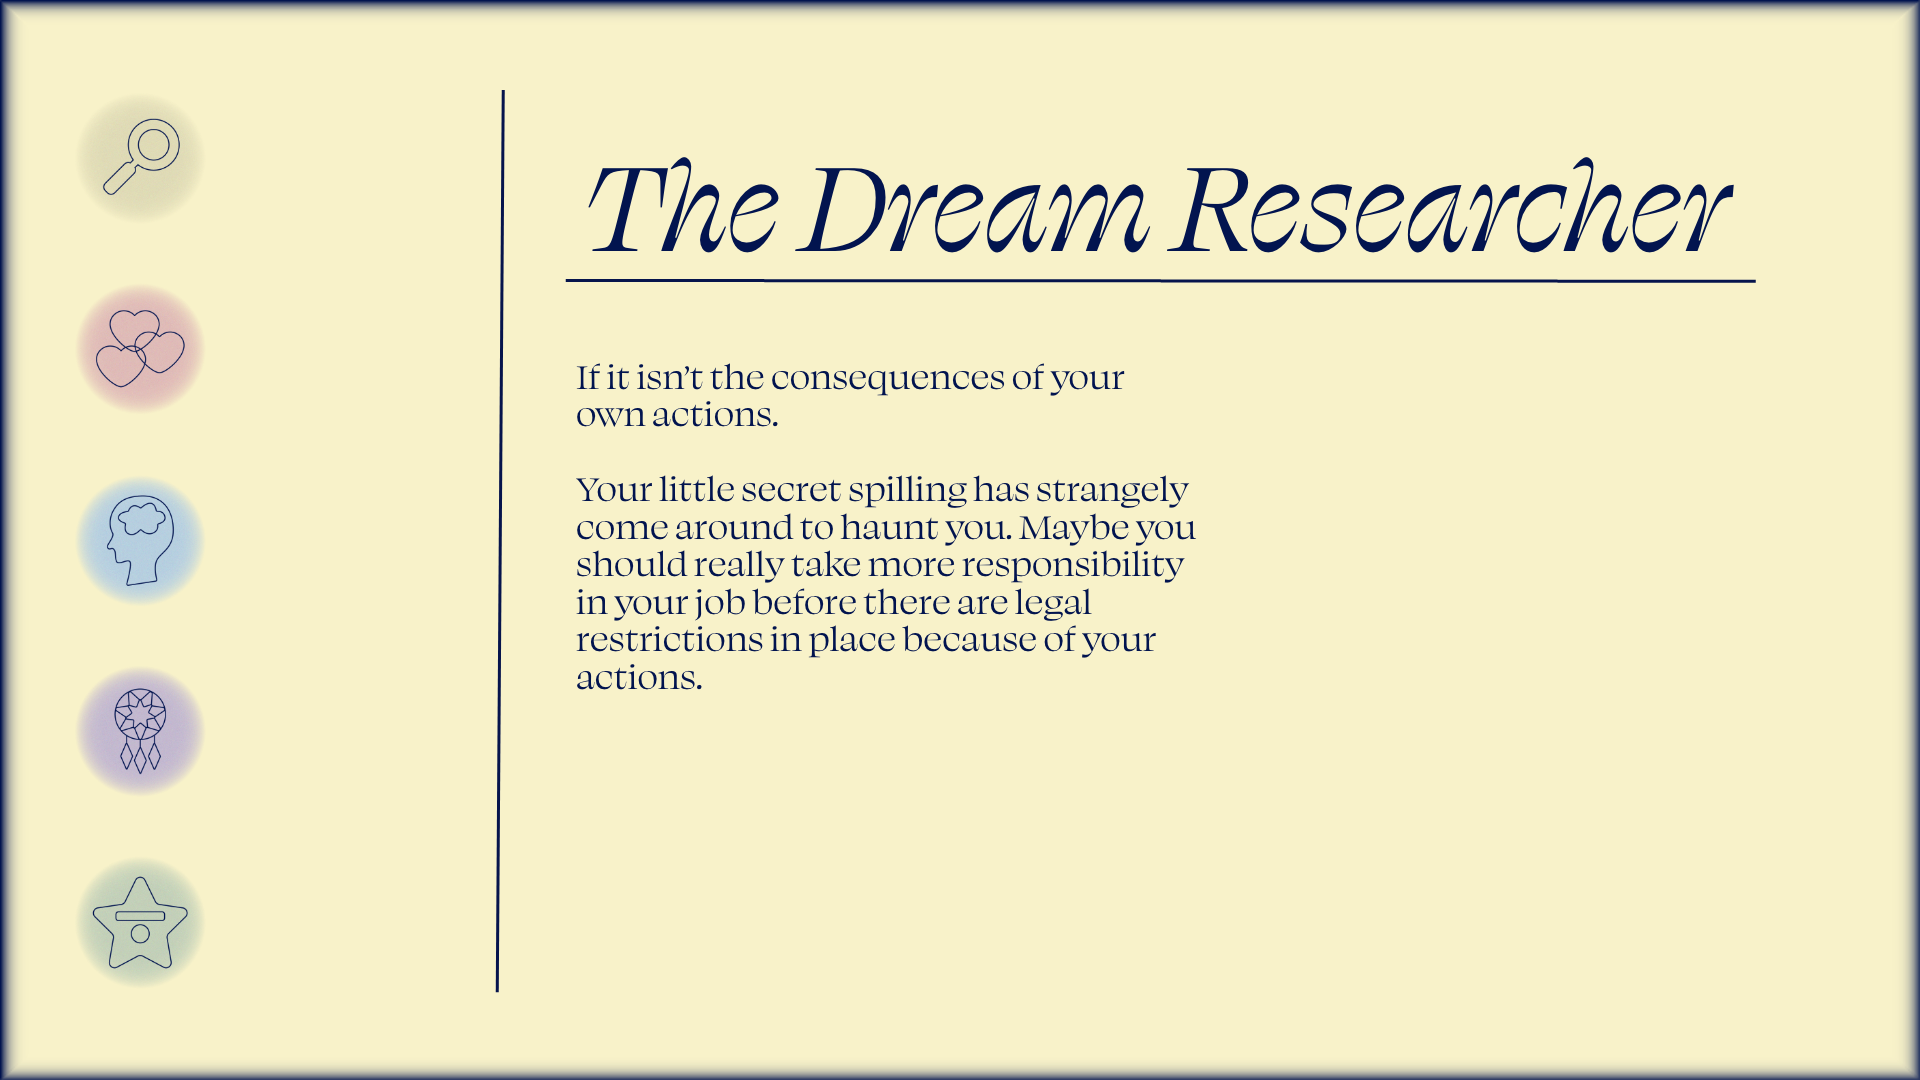 The Dream Researcher
If it isn’t the consequences of your
own actions.
Your little secret spilling has strangely
come around to haunt you. Maybe you
should really take more responsibility
in your job before there are legal
restrictions in place because of your
actions.